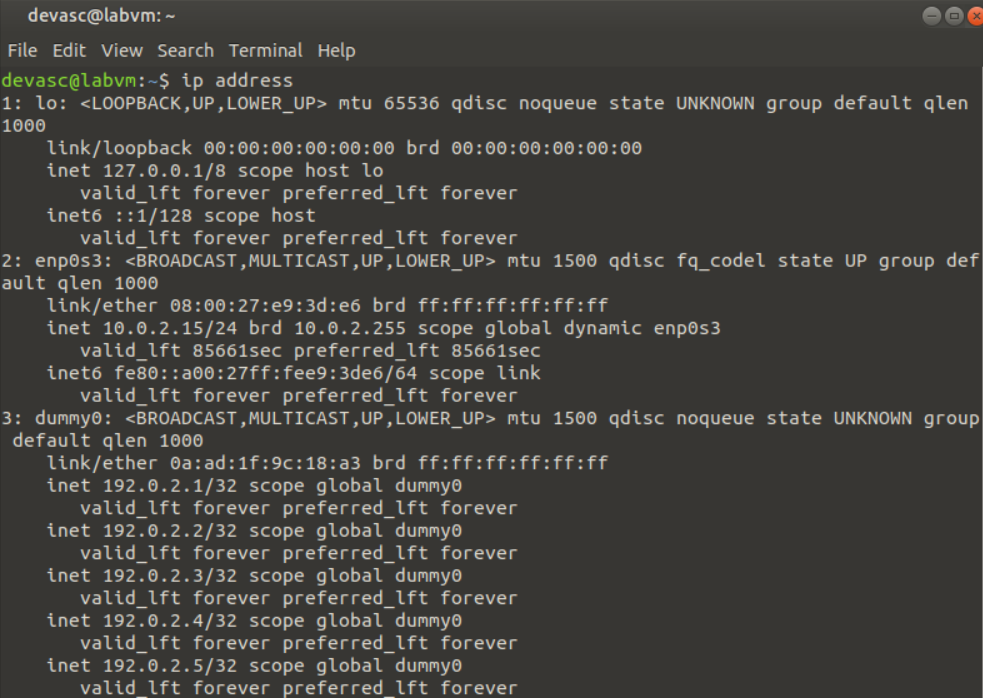 devasc@labvm: ~
File Edit View Search Terminal Help
devasc@labvm:~$ ip address
1: lo: <LOOPBACK,UP,LOWER_UP> mtu 65536 qdisc noqueue state UNKNOWN group default qlen
1000
    link/loopback 00:00:00:00:00:00 brd 00:00:00:00:00:00
    inet 127.0.0.1/8 scope host lo
       valid_lft forever preferred_lft forever
    inet6 ::1/128 scope host
       valid_lft forever preferred_lft forever
2: enp0s3: <BROADCAST,MULTICAST,UP,LOWER_UP> mtu 1500 qdisc fq_codel state UP group def
ault qlen 1000
    link/ether 08:00:27:e9:3d:e6 brd ff:ff:ff:ff:ff:ff
    inet 10.0.2.15/24 brd 10.0.2.255 scope global dynamic enp0s3
       valid_lft 85661sec preferred_lft 85661sec
    inet6 fe80::a00:27ff:fee9:3de6/64 scope link
       valid_lft forever preferred_lft forever
3: dummy0: <BROADCAST,MULTICAST,UP,LOWER_UP> mtu 1500 qdisc noqueue state UNKNOWN group
 default qlen 1000
    link/ether 0a:ad:1f:9c:18:a3 brd ff:ff:ff:ff:ff:ff
    inet 192.0.2.1/32 scope global dummy0
       valid_lft forever preferred_lft forever
    inet 192.0.2.2/32 scope global dummy0
       valid_lft forever preferred_lft forever
    inet 192.0.2.3/32 scope global dummy0
       valid_lft forever preferred_lft forever
    inet 192.0.2.4/32 scope global dummy0
       valid_lft forever preferred_lft forever
    inet 192.0.2.5/32 scope global dummy0
       valid_lft forever preferred_lft forever